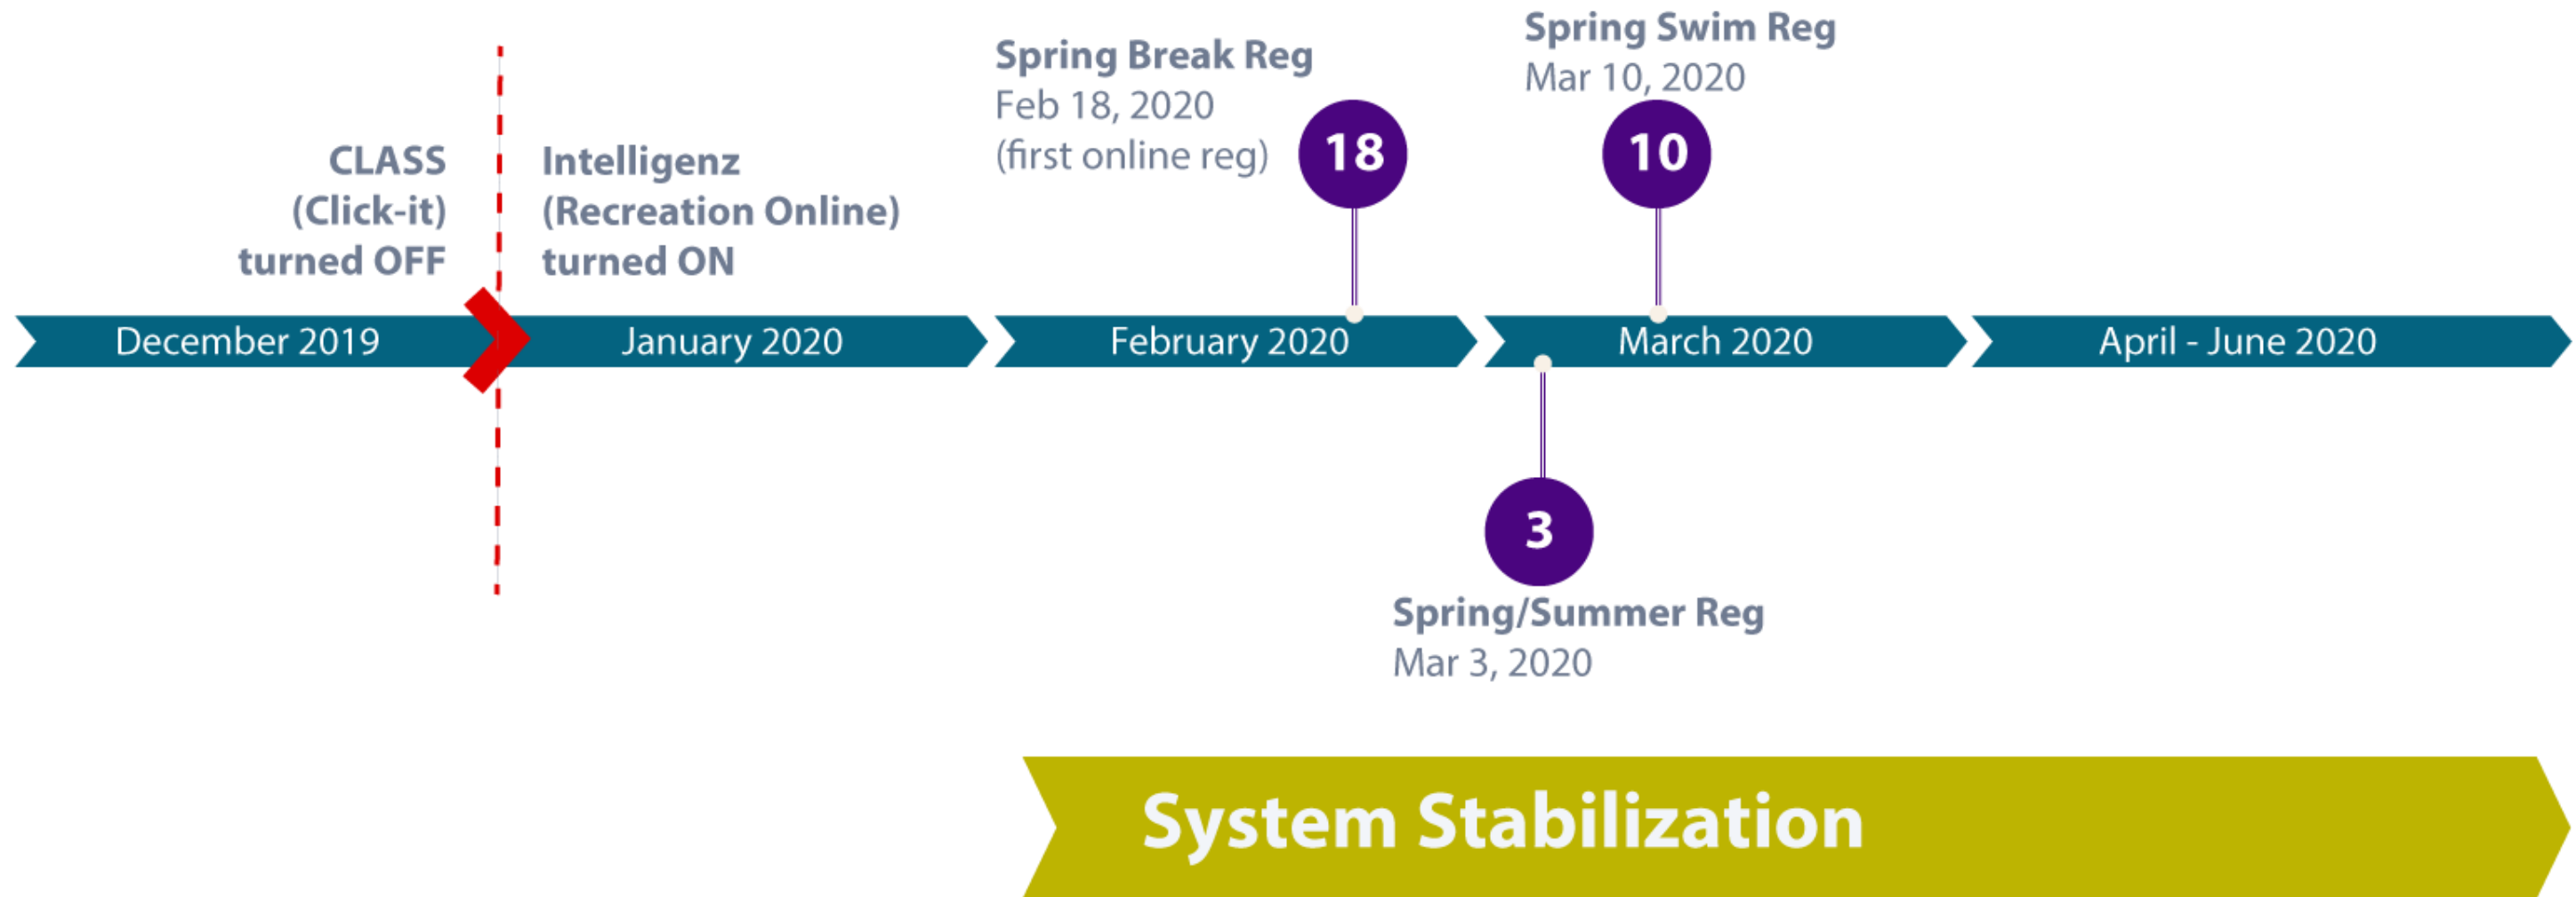 Spring Swim Reg
Mar 10, 2020
10
Spring Break Reg
Feb 18, 2020
(first online reg)
18
CLASS
(Click-it)
turned OFF
Intelligenz
(Recreation Online)
turned ON
December 2019
January 2020
February 2020
March 2020
April - June 2020
3
Spring/Summer Reg
Mar 3, 2020
System Stabilization